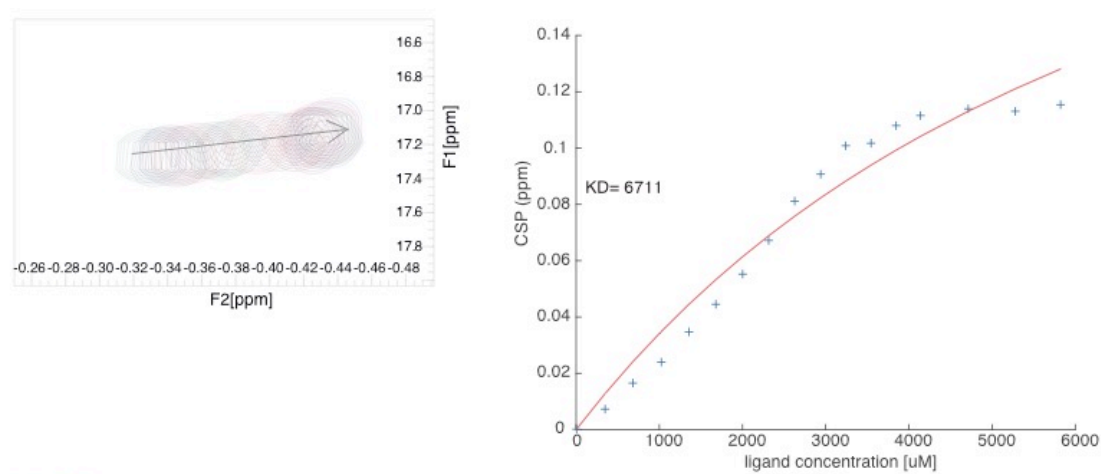 16.6
16.8
17.0
17.2
17.4
17.6
17.8
F1[ppm]
-0.26 -0.28 -0.30 -0.32 -0.34 -0.36 -0.38 -0.40 -0.42 -0.44 -0.46 -0.48
F2[ppm]
0.14
0.12
0.1
0.08
0.06
0.04
0.02
0
CSP (ppm)
KD= 6711
0 1000 2000 3000 4000 5000 6000
ligand concentration [uM]